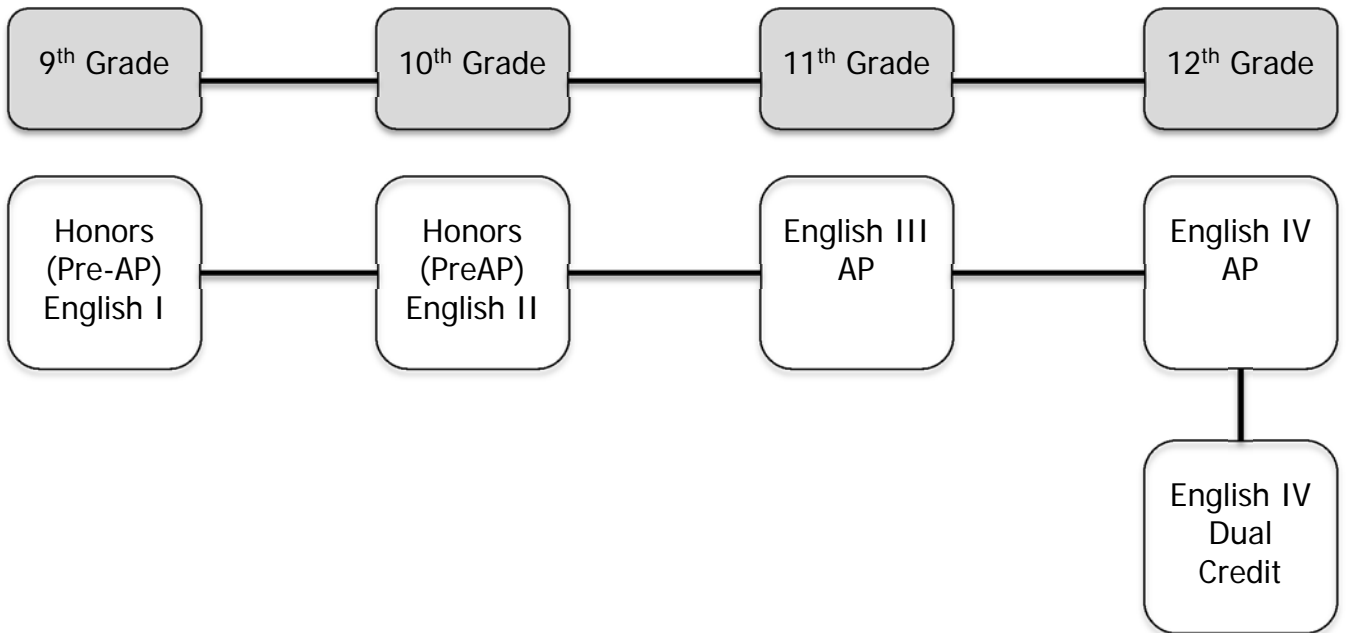 9th Grade
10th Grade
11th Grade
12th Grade
Honors
(Pre-AP)
English I
Honors
(PreAP)
English II
English III
AP
English IV
AP
English IV
Dual
Credit